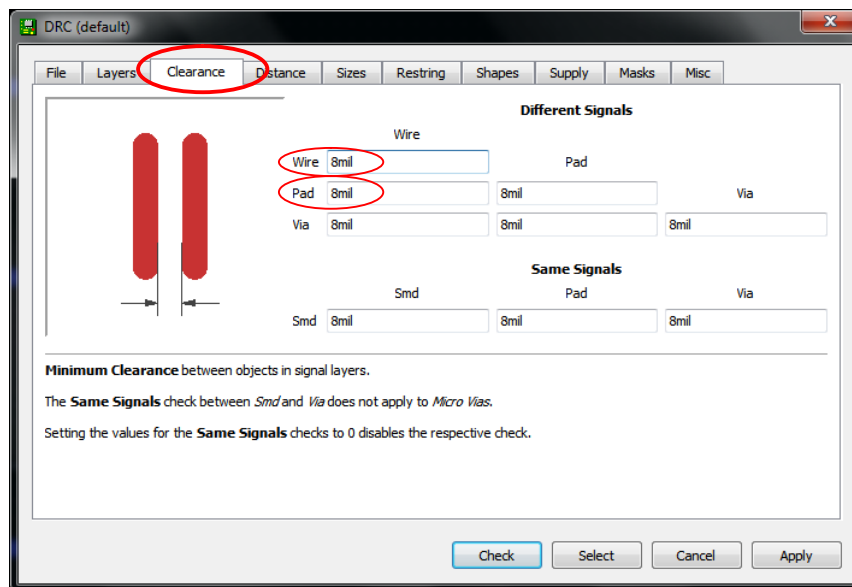 DRC (default)
File Layers Clearance Distance Sizes Restring Shapes Supply Masks Misc
Different Signals
Wire
Wire 8mil Pad
Pad 8mil 8mil Via
Via 8mil 8mil 8mil
Same Signals
Smd Pad Via
Smd 8mil 8mil 8mil
Minimum Clearance between objects in signal layers.
The Same Signals check between Smd and Via does not apply to Micro Vias.
Setting the values for the Same Signals checks to 0 disables the respective check.
Check Select Cancel Apply